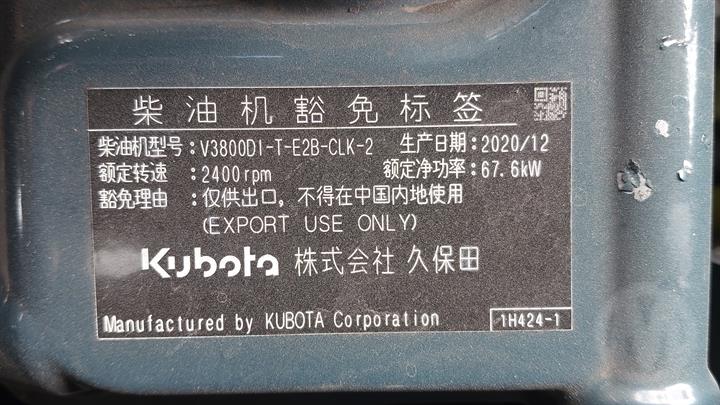 柴油机豁免标签
柴油机型号：V3800DI-T-E2B-CLK-2 生产日期：2020/12
额定转速：2400rpm 额定净功率：67.6kW
豁免理由：仅供出口，不得在中国内地使用
(EXPORT USE ONLY)
Kubota 株式会社 久保田
Manufactured by KUBOTA Corporation 1H424-1